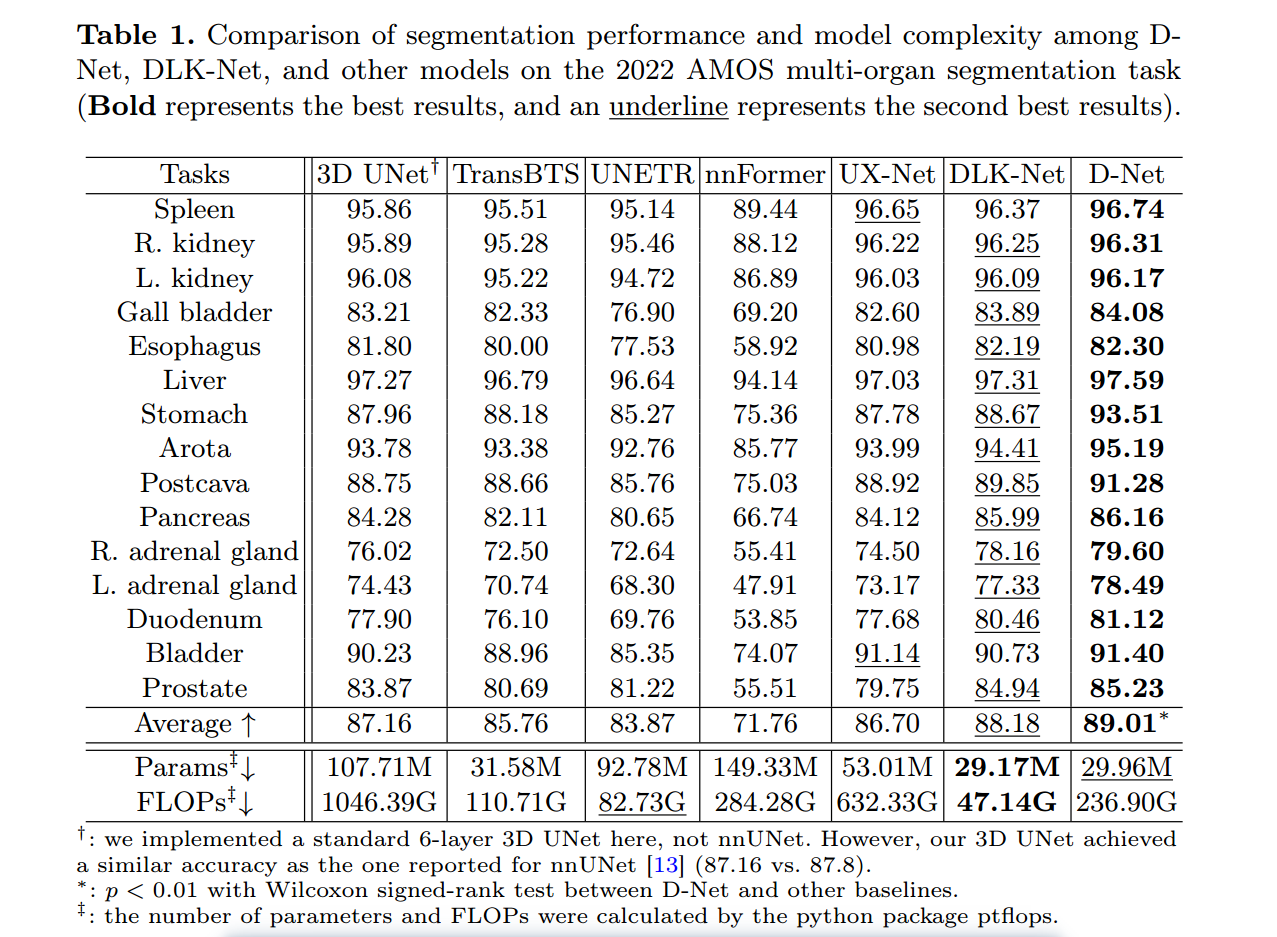 Table 1. Comparison of segmentation performance and model complexity among D-
Net, DLK-Net, and other models on the 2022 AMOS multi-organ segmentation task
(Bold represents the best results, and an underline represents the second best results).
Tasks 3D UNet† TransBTS UNETR nnFormer UX-Net DLK-Net D-Net
Spleen 95.86 95.51 95.14 89.44 96.65 96.37 96.74
R. kidney 95.89 95.28 95.46 88.12 96.22 96.25 96.31
L. kidney 96.08 95.22 94.72 86.89 96.03 96.09 96.17
Gall bladder 83.21 82.33 76.90 69.20 82.60 83.89 84.08
Esophagus 81.80 80.00 77.53 58.92 80.98 82.19 82.30
Liver 97.27 96.79 96.64 94.14 97.03 97.31 97.59
Stomach 87.96 88.18 85.27 75.36 87.78 88.67 93.51
Arota 93.78 93.38 92.76 85.77 93.99 94.41 95.19
Postcava 88.75 88.66 85.76 75.03 88.92 89.85 91.28
Pancreas 84.28 82.11 80.65 66.74 84.12 85.99 86.16
R. adrenal gland 76.02 72.50 72.64 55.41 74.50 78.16 79.60
L. adrenal gland 74.43 70.74 68.30 47.91 73.17 77.33 78.49
Duodenum 77.90 76.10 69.76 53.85 77.68 80.46 81.12
Bladder 90.23 88.96 85.35 74.07 91.14 90.73 91.40
Prostate 83.87 80.69 81.22 55.51 79.75 84.94 85.23
Average ↑ 87.16 85.76 83.87 71.76 86.70 88.18 89.01*
Params‡↓ 107.71M 31.58M 92.78M 149.33M 53.01M 29.17M 29.96M
FLOPs‡↓ 1046.39G 110.71G 82.73G 284.28G 632.33G 47.14G 236.90G
†: we implemented a standard 6-layer 3D UNet here, not nnUNet. However, our 3D UNet achieved
a similar accuracy as the one reported for nnUNet [13] (87.16 vs. 87.8).
*: p < 0.01 with Wilcoxon signed-rank test between D-Net and other baselines.
‡: the number of parameters and FLOPs were calculated by the python package ptflops.